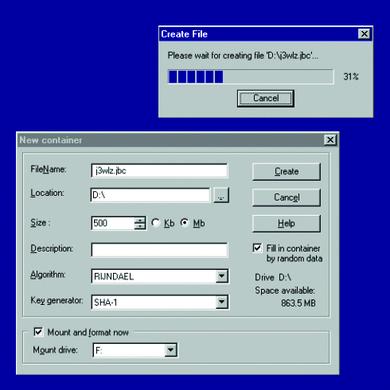 Create File
Please wait for creating file 'D:\j3wlz.jbc'...
31%
Cancel
New container
FileName: j3wlz.jbc
Create
Location: D:\ ...
Cancel
Size : 500 Kb Mb
Help
Description:
Fill in container
by random data
Algorithm: RIJNDAEL
Drive D:\
Space available:
863.5 MB
Key generator: SHA-1
Mount and format now
Mount drive: F: